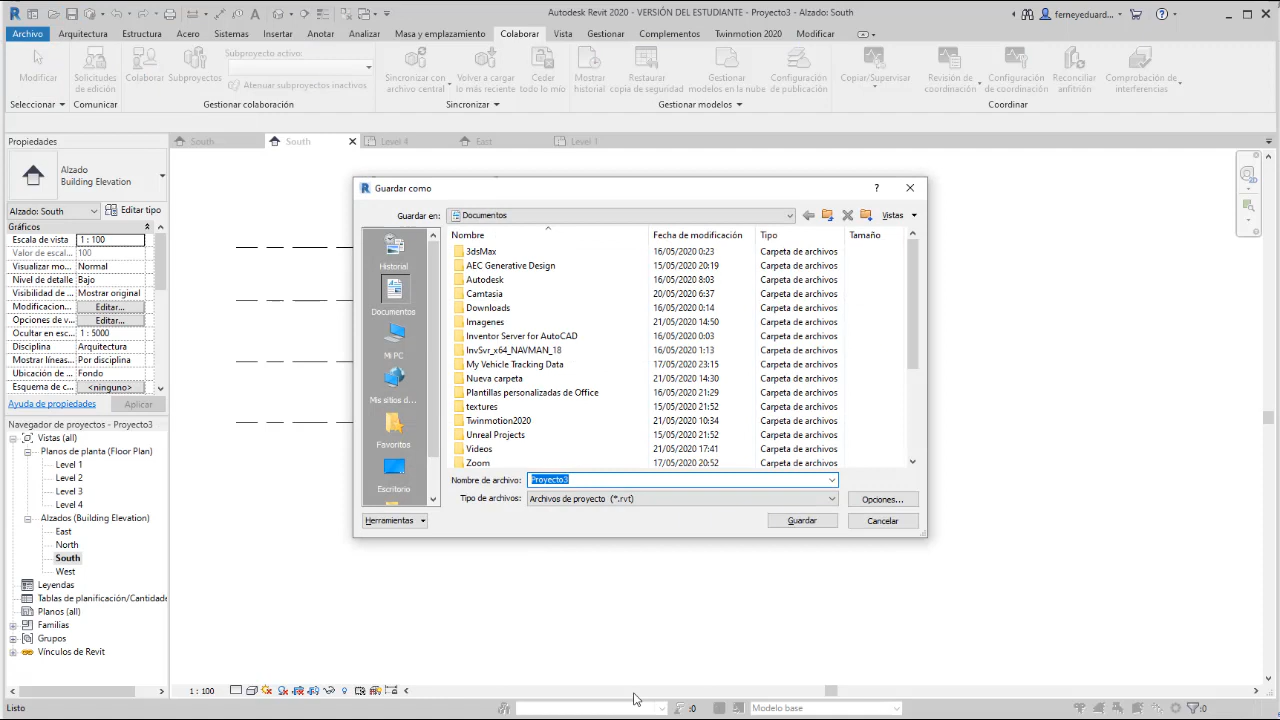 Autodesk Revit 2020 - VERSIÓN DEL ESTUDIANTE - Proyecto3 - Alzado: South
ferneyeduard...
Archivo Arquitectura Estructura Acero Sistemas Insertar Anotar Analizar Masa y emplazamiento Colaborar Vista Gestionar Complementos Twinmotion 2020 Modificar
Modificar
Solicitudes de edición
Colaborar
Subproyectos
Subproyecto activo:
Atenuar subproyectos inactivos
Sincronizar con archivo central
Volver a cargar lo más reciente
Ceder todo lo mío
Mostrar historial
Restaurar copia de seguridad
Gestionar modelos en la nube
Configuración de publicación
Copiar/Supervisar
Revisión de coordinación
Configuración de coordinación
Reconciliar anfitrión
Comprobación de interferencias
Seleccionar
Comunicar
Gestionar colaboración
Sincronizar
Gestionar modelos
Coordinar
Propiedades
South
South
Level 4
East
Level 1
Alzado
Building Elevation
Alzado: South
Editar tipo
Gráficos
Escala de vista 1 : 100
Valor de escal... 100
Visualizar mo... Normal
Nivel de detalle Bajo
Visibilidad de ... Mostrar original
Modificacion... Editar...
Opciones de v... Editar...
Ocultar en esc... 1 : 5000
Disciplina Arquitectura
Mostrar líneas... Por disciplina
Ubicación de ... Fondo
Esquema de c... <ninguno>
Ayuda de propiedades
Aplicar
Navegador de proyectos - Proyecto3
Vistas (all)
Planos de planta (Floor Plan)
Level 1
Level 2
Level 3
Level 4
Alzados (Building Elevation)
East
North
South
West
Leyendas
Tablas de planificación/Cantidade
Planos (all)
Familias
Grupos
Vínculos de Revit
Guardar como
Guardar en: Documentos
Vistas
Historial
Documentos
Mi PC
Mis sitios d...
Favoritos
Escritorio
Nombre Fecha de modificación Tipo Tamaño
3dsMax 16/05/2020 0:23 Carpeta de archivos
AEC Generative Design 15/05/2020 20:19 Carpeta de archivos
Autodesk 16/05/2020 8:03 Carpeta de archivos
Camtasia 20/05/2020 6:37 Carpeta de archivos
Downloads 16/05/2020 0:14 Carpeta de archivos
Imagenes 21/05/2020 14:50 Carpeta de archivos
Inventor Server for AutoCAD 16/05/2020 0:03 Carpeta de archivos
InvSvr_x64_NAVMAN_18 16/05/2020 1:13 Carpeta de archivos
My Vehicle Tracking Data 17/05/2020 23:15 Carpeta de archivos
Nueva carpeta 21/05/2020 14:30 Carpeta de archivos
Plantillas personalizadas de Office 16/05/2020 21:29 Carpeta de archivos
textures 15/05/2020 21:52 Carpeta de archivos
Twinmotion2020 21/05/2020 10:34 Carpeta de archivos
Unreal Projects 15/05/2020 21:52 Carpeta de archivos
Videos 21/05/2020 17:41 Carpeta de archivos
Zoom 17/05/2020 20:52 Carpeta de archivos
Nombre de archivo: Proyecto3
Tipo de archivos: Archivos de proyecto (*.rvt)
Opciones...
Herramientas
Guardar
Cancelar
1 : 100
Listo
:0
Modelo base
:0